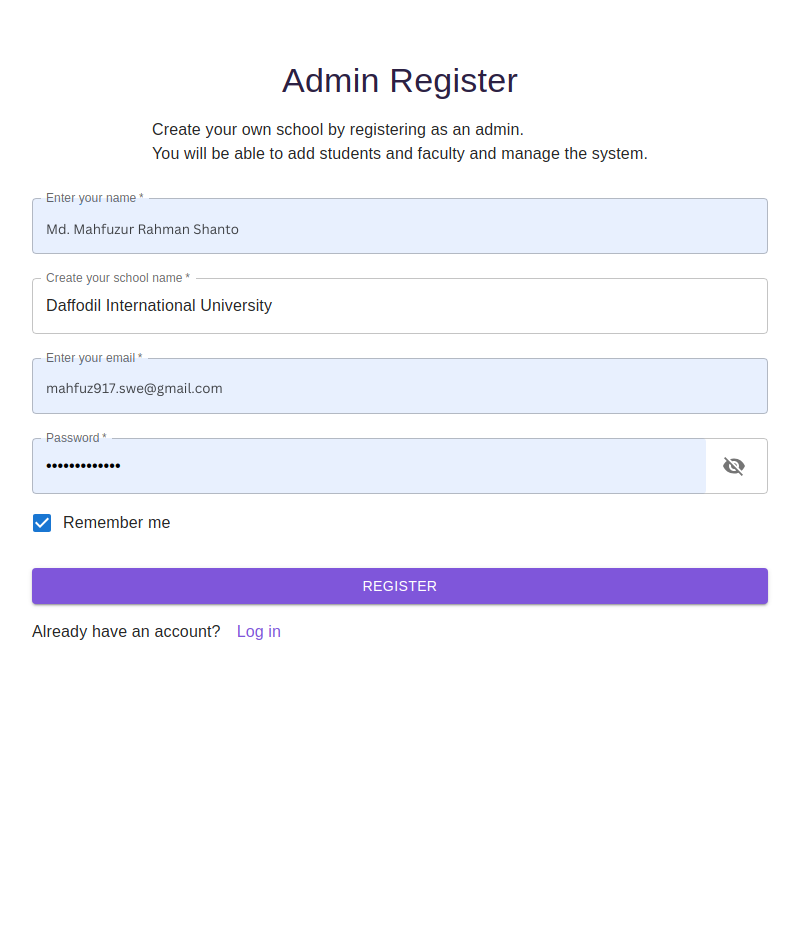 Admin Register
Create your own school by registering as an admin.
You will be able to add students and faculty and manage the system.
Enter your name *
Md. Mahfuzur Rahman Shanto
Create your school name *
Daffodil International University
Enter your email *
mahfuz917.swe@gmail.com
Password *
•••••••••••••
Remember me
REGISTER
Already have an account? Log in